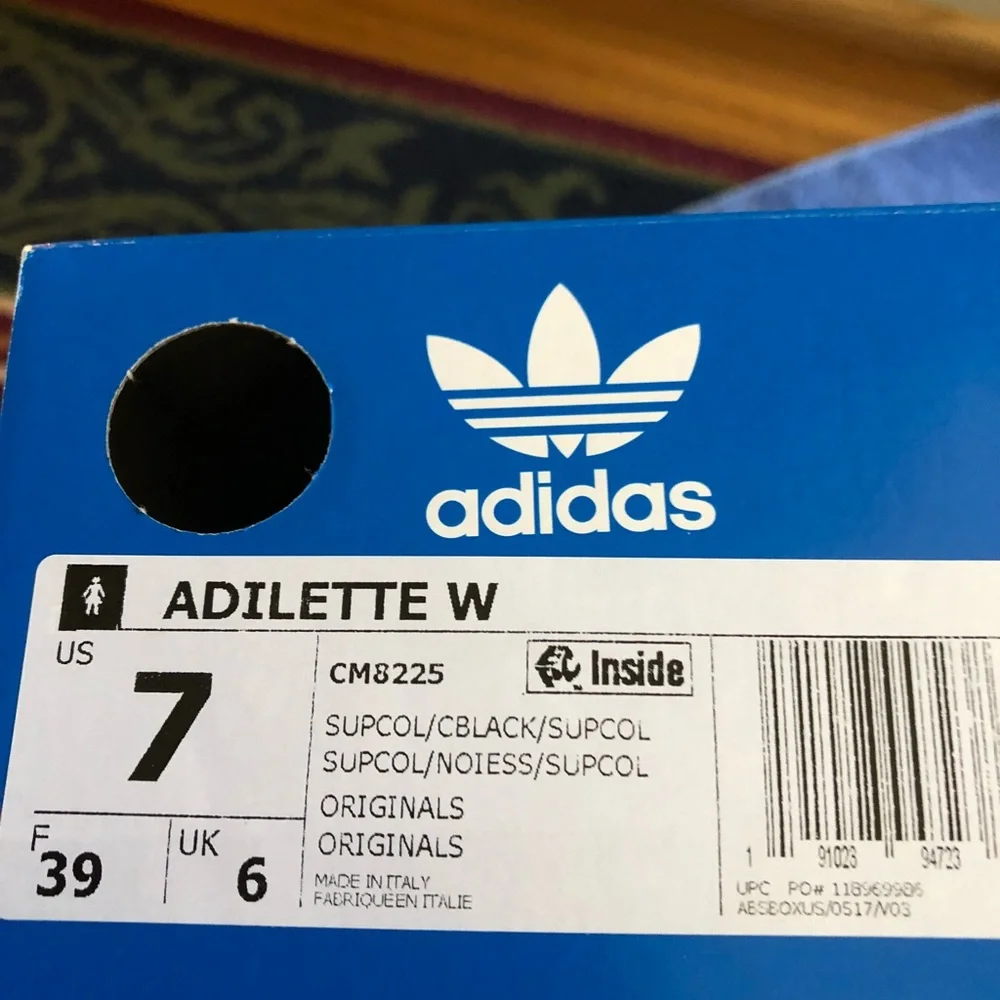 adidas
ADILETTE W
US
7
F
39
UK
6
CM8225
Inside
SUPCOL/CBLACK/SUPCOL
SUPCOL/NOIESS/SUPCOL
ORIGINALS
ORIGINALS
MADE IN ITALY
FABRIQUEEN ITALIE
1 91023 94723
UPC PO# 118969986
AESBOXUS/0517/V03